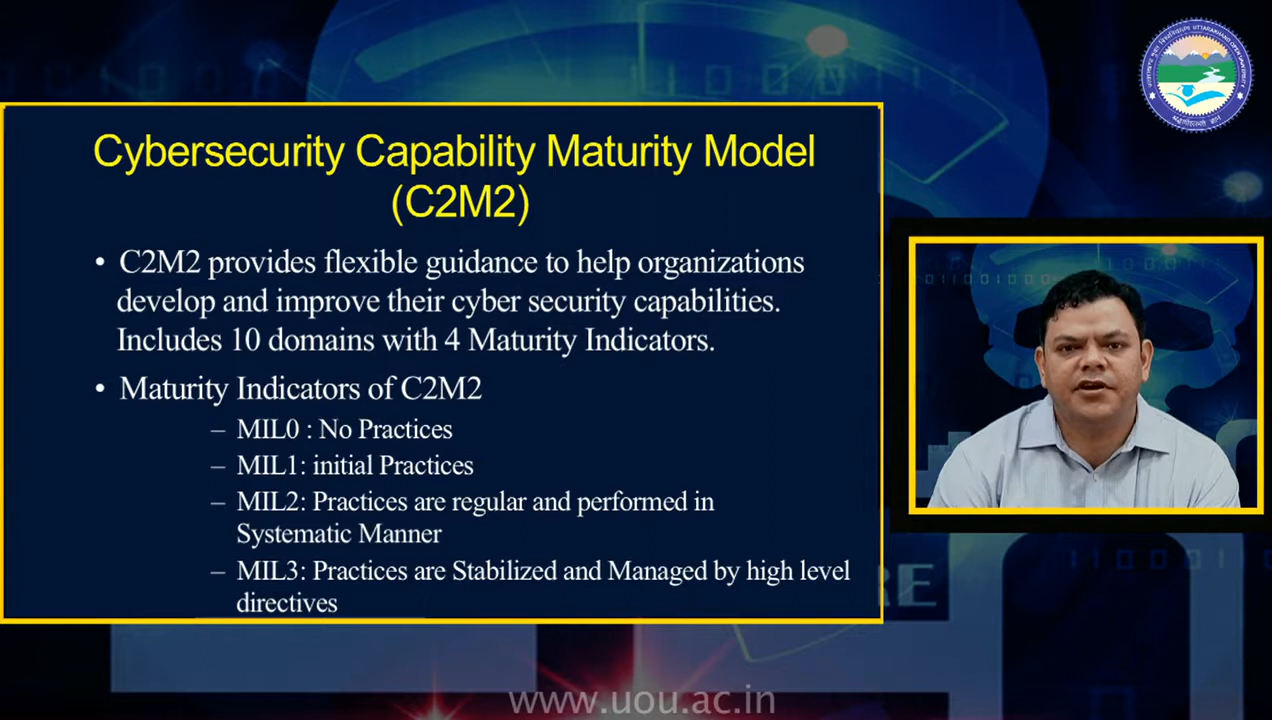 Cybersecurity Capability Maturity Model
(C2M2)
• C2M2 provides flexible guidance to help organizations
develop and improve their cyber security capabilities.
Includes 10 domains with 4 Maturity Indicators.
• Maturity Indicators of C2M2
– MIL0 : No Practices
– MIL1: initial Practices
– MIL2: Practices are regular and performed in
Systematic Manner
– MIL3: Practices are Stabilized and Managed by high level
directives
UTTARAKHAND OPEN UNIVERSITY
www.uou.ac.in